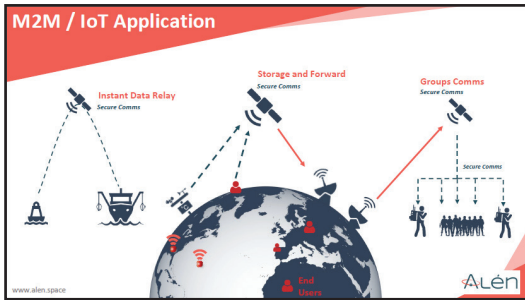 M2M / IoT Application
Instant Data Relay
Secure Comms
Storage and Forward
Secure Comms
Groups Comms
Secure Comms
Secure Comms
End
Users
www.alen.space
ALén